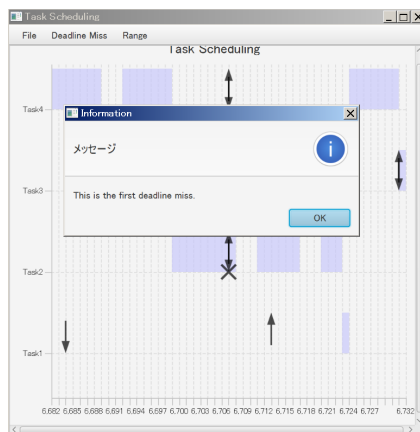 Task Scheduling
File Deadline Miss Range
Task Scheduling
Task4
Information
メッセージ
This is the first deadline miss.
OK
Task3
Task2
Task1
6.682 6.685 6.688 6.691 6.694 6.697 6.700 6.703 6.706 6.709 6.712 6.715 6.718 6.721 6.724 6.727 6.732